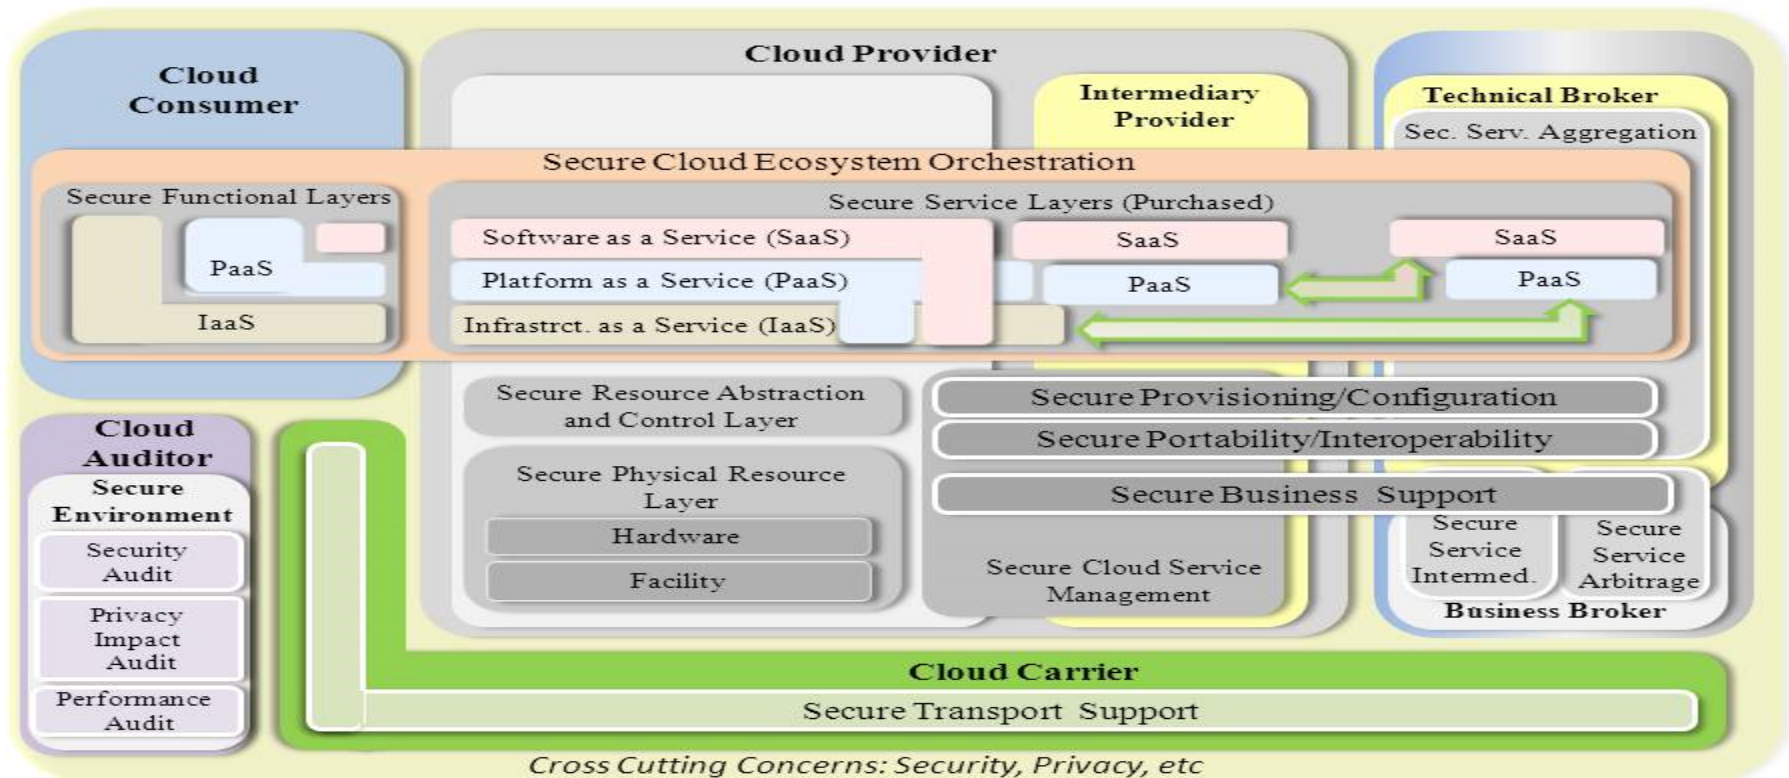 Cloud
Consumer
Secure Cloud Ecosystem Orchestration
Secure Functional Layers
PaaS
IaaS
Cloud Provider
Intermediary
Provider
Secure Service Layers (Purchased)
Software as a Service (SaaS)
SaaS
SaaS
Platform as a Service (PaaS)
PaaS
PaaS
Infrastrct. as a Service (IaaS)
Technical Broker
Sec. Serv. Aggregation
Secure Resource Abstraction
and Control Layer
Secure Physical Resource
Layer
Hardware
Facility
Secure Provisioning/Configuration
Secure Portability/Interoperability
Secure Business Support
Secure Cloud Service
Management
Secure
Service
Intermed.
Secure
Service
Arbitrage
Business Broker
Cloud
Auditor
Secure
Environment
Security
Audit
Privacy
Impact
Audit
Performance
Audit
Cloud Carrier
Secure Transport Support
Cross Cutting Concerns: Security, Privacy, etc